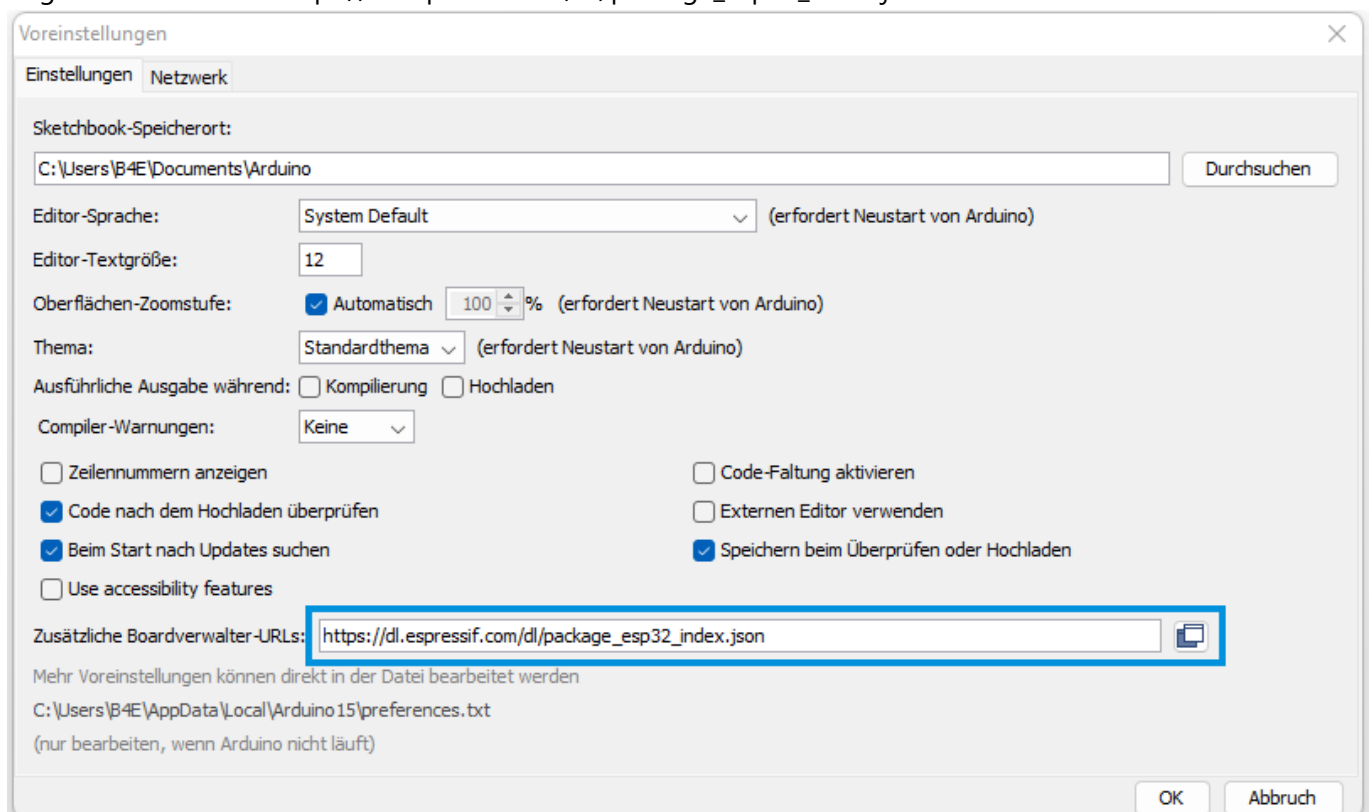 Voreinstellungen
Einstellungen Netzwerk
Sketchbook-Speicherort:
C:\Users\B4E\Documents\Arduino Durchsuchen
Editor-Sprache: System Default (erfordert Neustart von Arduino)
Editor-Textgröße: 12
Oberflächen-Zoomstufe: Automatisch 100 % (erfordert Neustart von Arduino)
Thema: Standardthema (erfordert Neustart von Arduino)
Ausführliche Ausgabe während: Kompilierung Hochladen
Compiler-Warnungen: Keine
Zeilennummern anzeigen Code-Faltung aktivieren
Code nach dem Hochladen überprüfen Externen Editor verwenden
Beim Start nach Updates suchen Speichern beim Überprüfen oder Hochladen
Use accessibility features
Zusätzliche Boardverwalter-URLs: https://dl.espressif.com/dl/package_esp32_index.json
Mehr Voreinstellungen können direkt in der Datei bearbeitet werden
C:\Users\B4E\AppData\Local\Arduino15\preferences.txt
(nur bearbeiten, wenn Arduino nicht läuft)
OK Abbruch